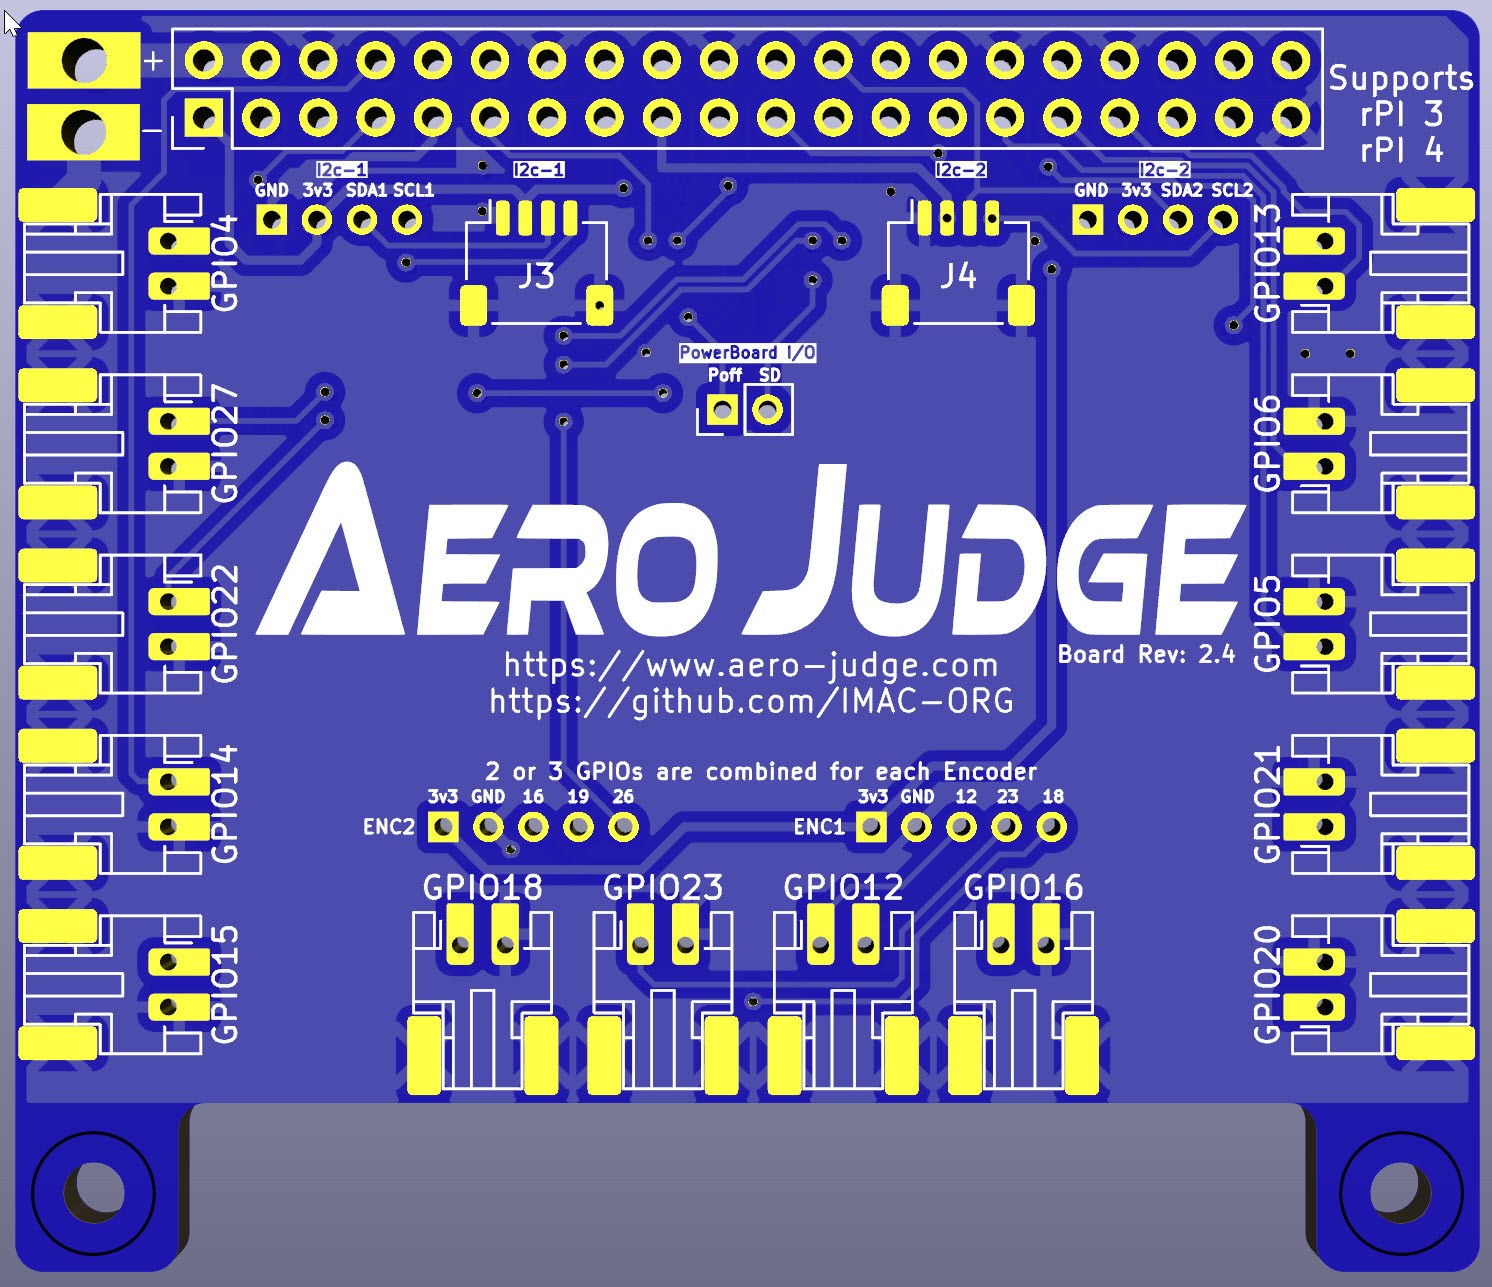 +
Supports
rPI 3
rPI 4
−
I2c-1
I2c-1
I2c-2
I2c-2
GND 3v3 SDA1 SCL1
GND 3v3 SDA2 SCL2
J3
J4
GPIO4
GPIO13
PowerBoard I/O
Poff SD
GPIO27
GPIO6
AERO JUDGE
GPIO22
GPIO5
https://www.aero-judge.com
Board Rev: 2.4
https://github.com/IMAC-ORG
2 or 3 GPIOs are combined for each Encoder
3v3 GND 16 19 26
3v3 GND 12 23 18
ENC2
ENC1
GPIO14
GPIO21
GPIO18
GPIO23
GPIO12
GPIO16
GPIO15
GPIO20